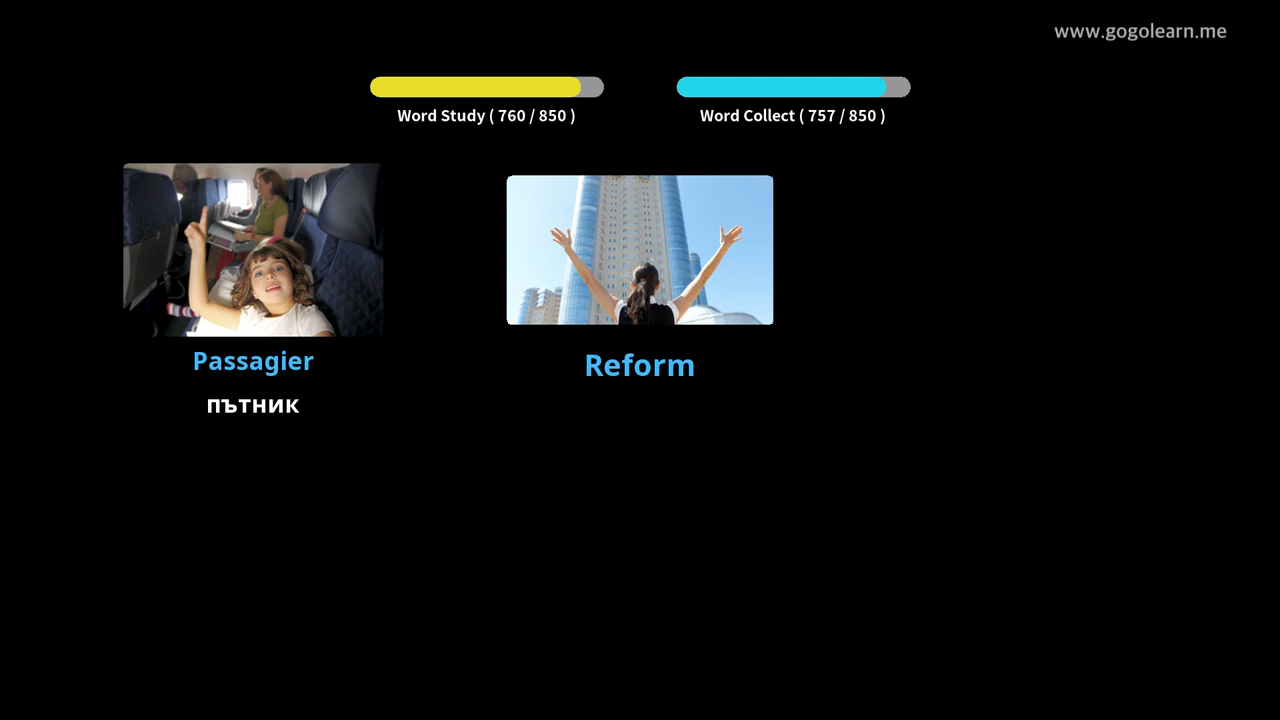 www.gogolearn.me
Word Study ( 760 / 850 )
Word Collect ( 757 / 850 )
Passagier
пътник
Reform